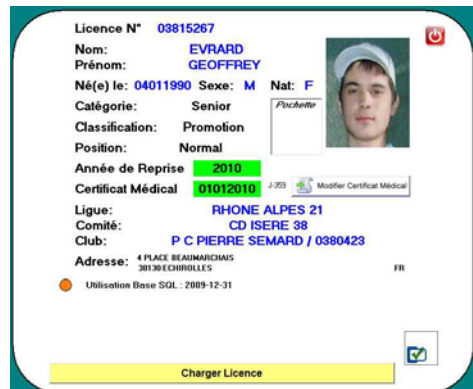 Licence N° 03815267
Nom: EVRARD
Prénom: GEOFFREY
Né(e) le: 04011990 Sexe: M Nat: F
Catégorie: Senior Pochette
Classification: Promotion
Position: Normal
Année de Reprise 2010
Certificat Médical 01012010 J-359 Modifier Certificat Médical
Ligue: RHONE ALPES 21
Comité: CD ISERE 38
Club: P C PIERRE SEMARD / 0380423
Adresse: 4 PLACE BEAUMARCHAIS
38130 ECHIROLLES FR
Utilisation Base SQL : 2009-12-31
Charger Licence